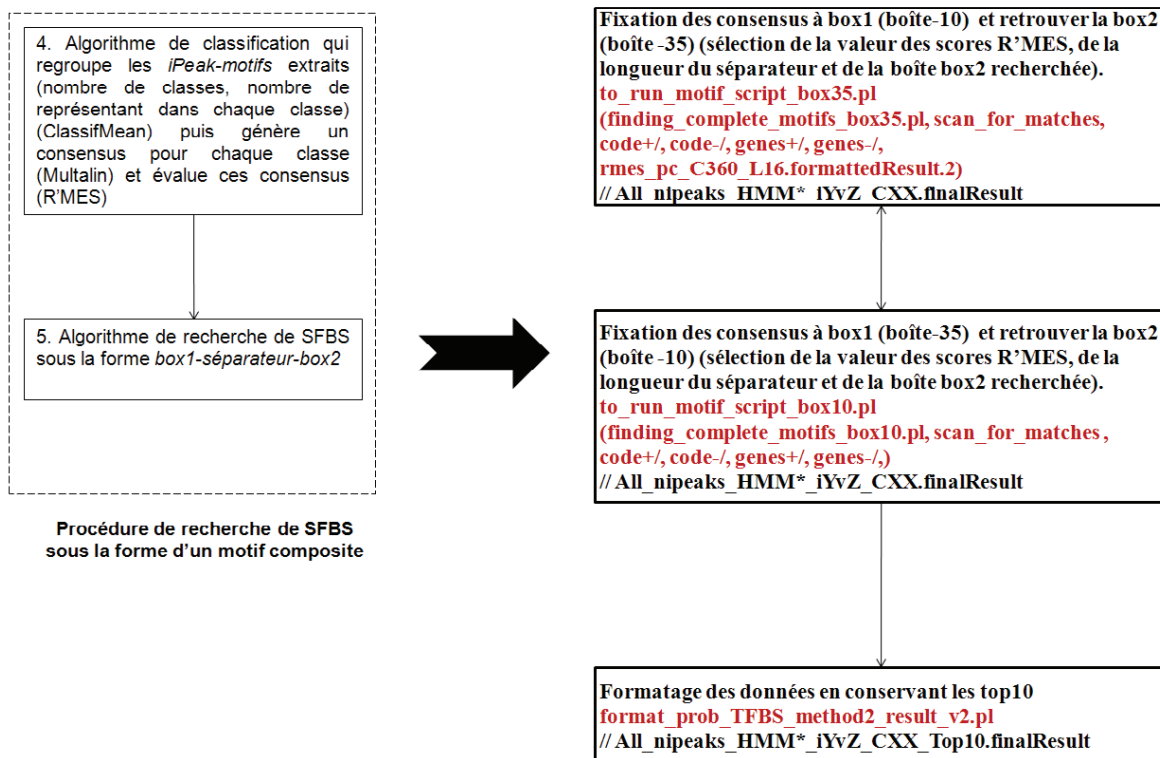 4. Algorithme de classification qui
regroupe les iPeak-motifs extraits
(nombre de classes, nombre de
représentant dans chaque classe)
(ClassifMean) puis génère un
consensus pour chaque classe
(Multalin) et évalue ces consensus
(R'MES)
5. Algorithme de recherche de SFBS
sous la forme box1-séparateur-box2
Procédure de recherche de SFBS
sous la forme d'un motif composite
Fixation des consensus à box1 (boîte-10) et retrouver la box2
(boîte -35) (sélection de la valeur des scores R'MES, de la
longueur du séparateur et de la boîte box2 recherchée).
to_run_motif_script_box35.pl
(finding_complete_motifs_box35.pl, scan_for_matches,
code+/, code-/, genes+/, genes-/,
rmes_pc_C360_L16.formattedResult.2)
// All_nipeaks_HMM*_iYvZ_CXX.finalResult
Fixation des consensus à box1 (boîte-35) et retrouver la box2
(boîte -10) (sélection de la valeur des scores R'MES, de la
longueur du séparateur et de la boîte box2 recherchée).
to_run_motif_script_box10.pl
(finding_complete_motifs_box10.pl, scan_for_matches ,
code+/, code-/, genes+/, genes-/,)
// All_nipeaks_HMM*_iYvZ_CXX.finalResult
Formatage des données en conservant les top10
format_prob_TFBS_method2_result_v2.pl
// All_nipeaks_HMM*_iYvZ_CXX_Top10.finalResult